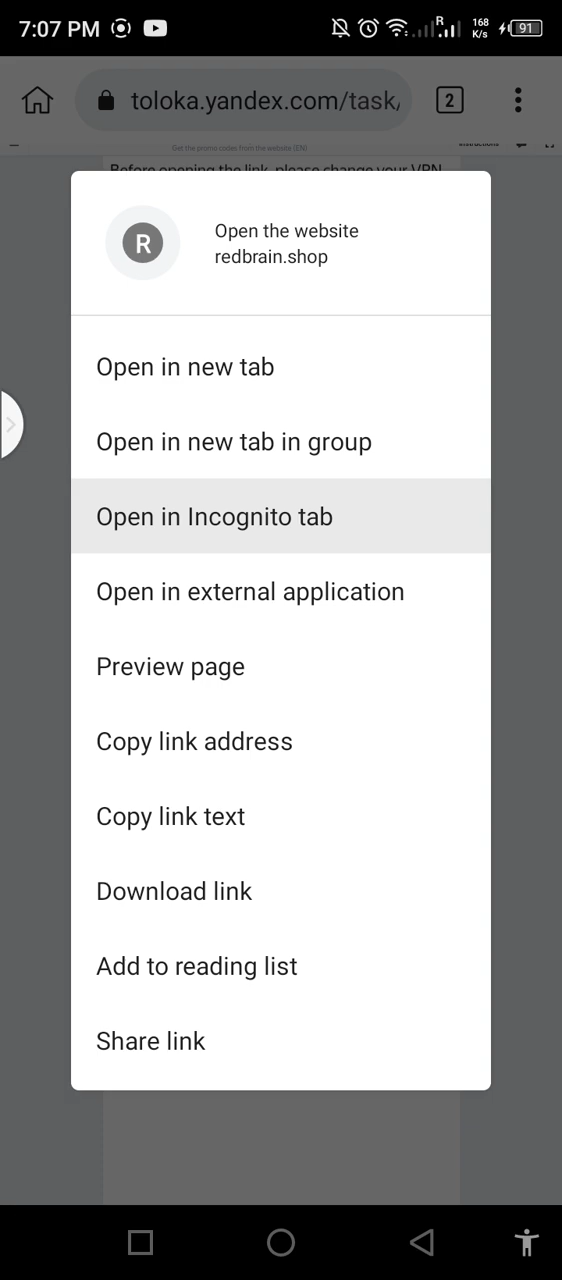 7:07 PM
R
168
K/s
91
toloka.yandex.com/task/
2
Get the promo codes from the website (EN)
Instructions
Before opening the link, please change your VPN
R
Open the website
redbrain.shop
Open in new tab
Open in new tab in group
Open in Incognito tab
Open in external application
Preview page
Copy link address
Copy link text
Download link
Add to reading list
Share link